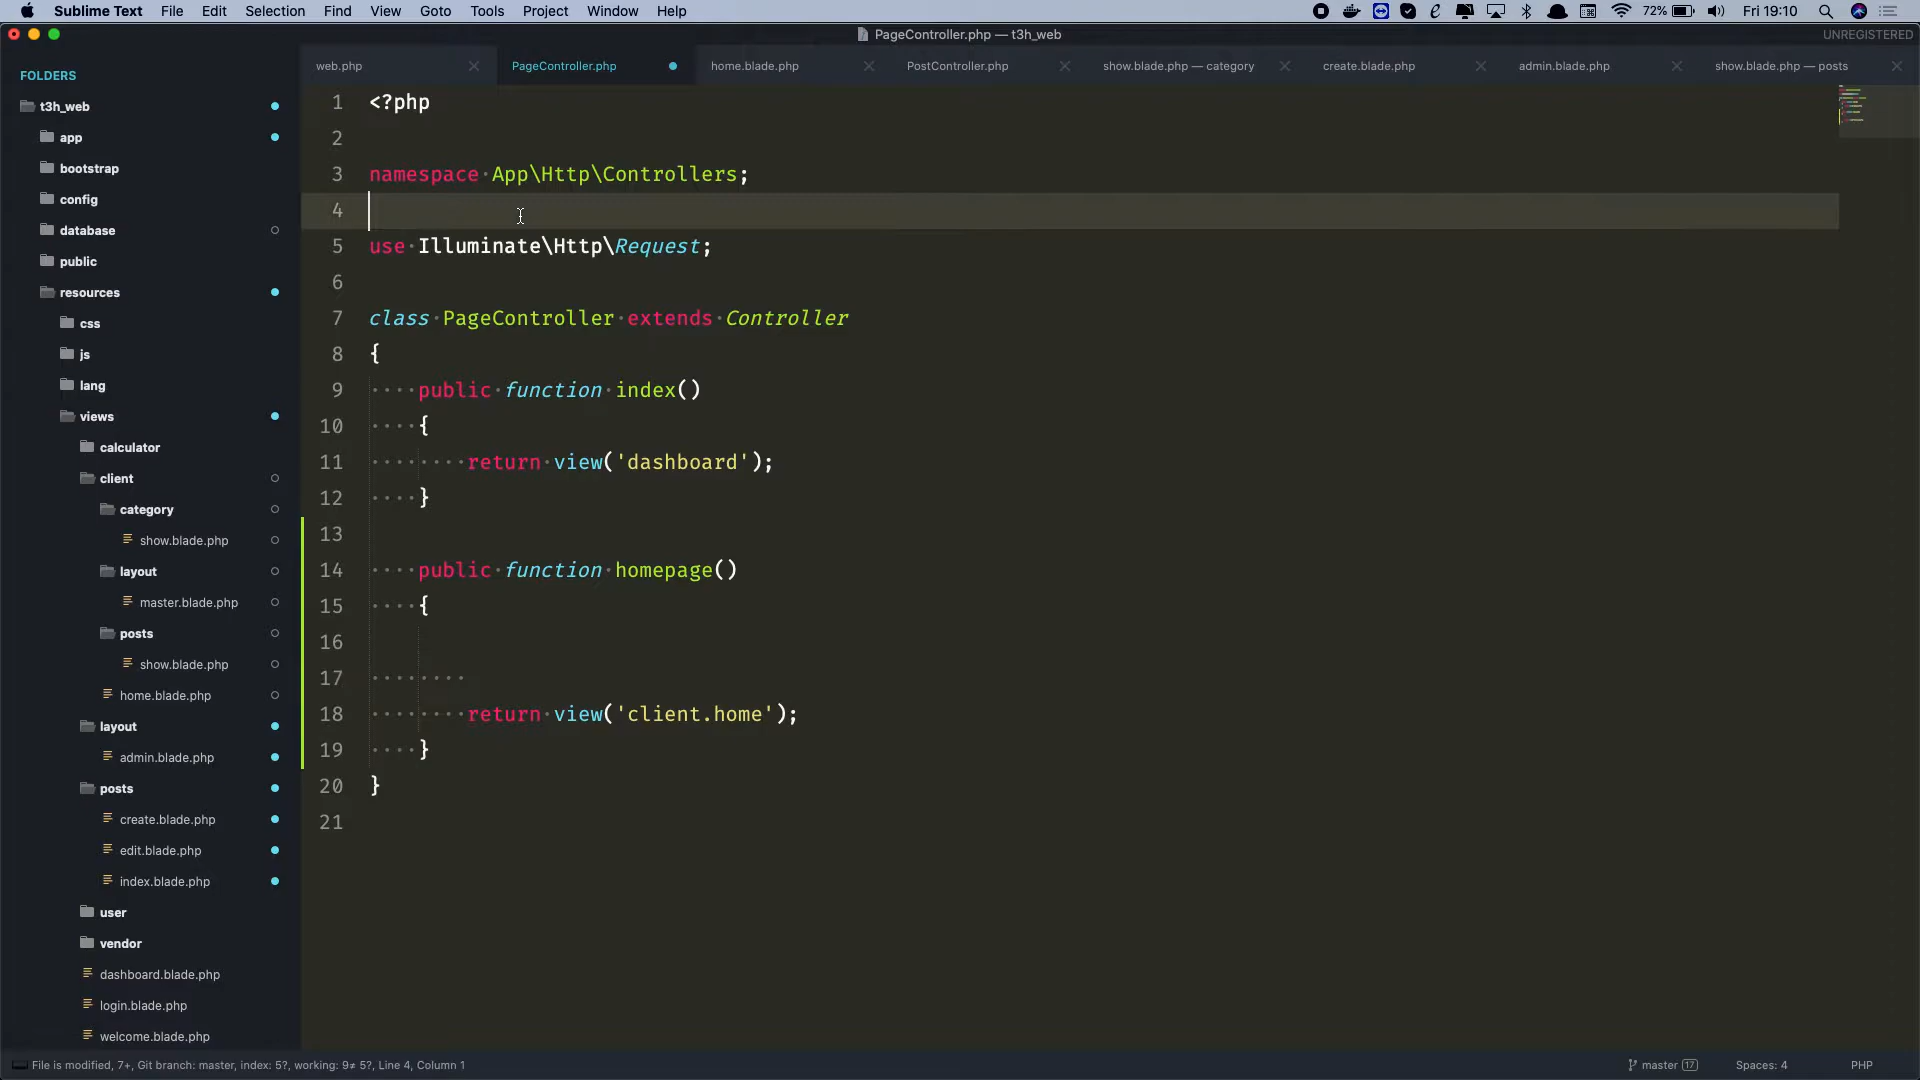 Sublime Text File Edit Selection Find View Goto Tools Project Window Help 72% Fri 19:10
PageController.php — t3h_web UNREGISTERED
web.php PageController.php home.blade.php PostController.php show.blade.php — category create.blade.php admin.blade.php show.blade.php — posts
FOLDERS
t3h_web
app
bootstrap
config
database
public
resources
css
js
lang
views
calculator
client
category
show.blade.php
layout
master.blade.php
posts
show.blade.php
home.blade.php
layout
admin.blade.php
posts
create.blade.php
edit.blade.php
index.blade.php
user
vendor
dashboard.blade.php
login.blade.php
welcome.blade.php
1 <?php
2
3 namespace App\Http\Controllers;
4
5 use Illuminate\Http\Request;
6
7 class PageController extends Controller
8 {
9 public function index()
10 {
11 return view('dashboard');
12 }
13
14 public function homepage()
15 {
16
17
18 return view('client.home');
19 }
20 }
21
File is modified, 7+, Git branch: master, index: 5?, working: 9≠ 5?, Line 4, Column 1 master 17 Spaces: 4 PHP